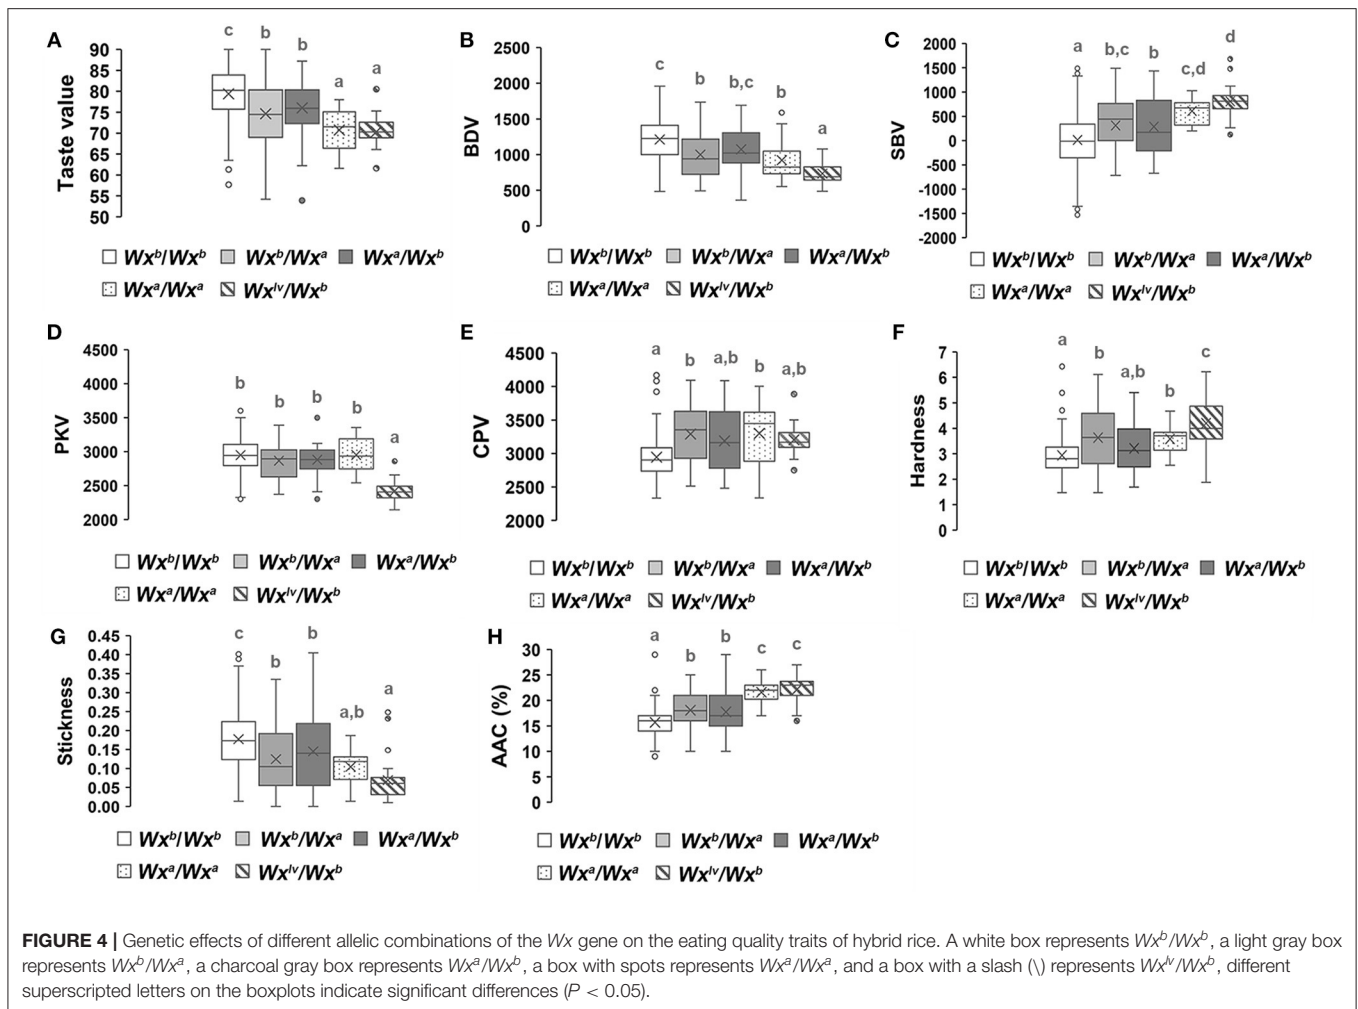 A
Taste value
90
85
80
75
70
65
60
55
50
c b b a a
Wxᵇ/Wxᵇ Wxᵇ/Wxᵃ Wxᵃ/Wxᵇ
Wxᵃ/Wxᵃ Wxˡᵛ/Wxᵇ
B
BDV
2500
2000
1500
1000
500
0
c b b,c b a
Wxᵇ/Wxᵇ Wxᵇ/Wxᵃ Wxᵃ/Wxᵇ
Wxᵃ/Wxᵃ Wxˡᵛ/Wxᵇ
C
SBV
2000
1500
1000
500
0
-500
-1000
-1500
-2000
a b,c b c,d d
Wxᵇ/Wxᵇ Wxᵇ/Wxᵃ Wxᵃ/Wxᵇ
Wxᵃ/Wxᵃ Wxˡᵛ/Wxᵇ
D
PKV
4500
4000
3500
3000
2500
2000
b b b b a
Wxᵇ/Wxᵇ Wxᵇ/Wxᵃ Wxᵃ/Wxᵇ
Wxᵃ/Wxᵃ Wxˡᵛ/Wxᵇ
E
CPV
4500
4000
3500
3000
2500
2000
a b a,b b a,b
Wxᵇ/Wxᵇ Wxᵇ/Wxᵃ Wxᵃ/Wxᵇ
Wxᵃ/Wxᵃ Wxˡᵛ/Wxᵇ
F
Hardness
7
6
5
4
3
2
1
0
a b a,b b c
Wxᵇ/Wxᵇ Wxᵇ/Wxᵃ Wxᵃ/Wxᵇ
Wxᵃ/Wxᵃ Wxˡᵛ/Wxᵇ
G
Stickness
0.45
0.40
0.35
0.30
0.25
0.20
0.15
0.10
0.05
0.00
c b b a,b a
Wxᵇ/Wxᵇ Wxᵇ/Wxᵃ Wxᵃ/Wxᵇ
Wxᵃ/Wxᵃ Wxˡᵛ/Wxᵇ
H
AAC (%)
30
25
20
15
10
5
0
a b b c c
Wxᵇ/Wxᵇ Wxᵇ/Wxᵃ Wxᵃ/Wxᵇ
Wxᵃ/Wxᵃ Wxˡᵛ/Wxᵇ
FIGURE 4 | Genetic effects of different allelic combinations of the Wx gene on the eating quality traits of hybrid rice. A white box represents Wxᵇ/Wxᵇ, a light gray box
represents Wxᵇ/Wxᵃ, a charcoal gray box represents Wxᵃ/Wxᵇ, a box with spots represents Wxᵃ/Wxᵃ, and a box with a slash (\) represents Wxˡᵛ/Wxᵇ, different
superscripted letters on the boxplots indicate significant differences (P < 0.05).